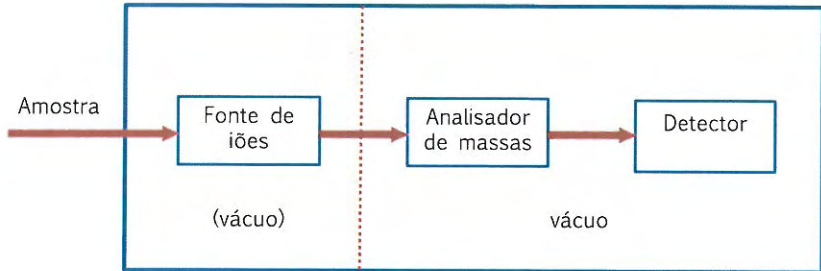 Amostra
Fonte de
iões
Analisador
de massas
Detector
(vácuo)
vácuo